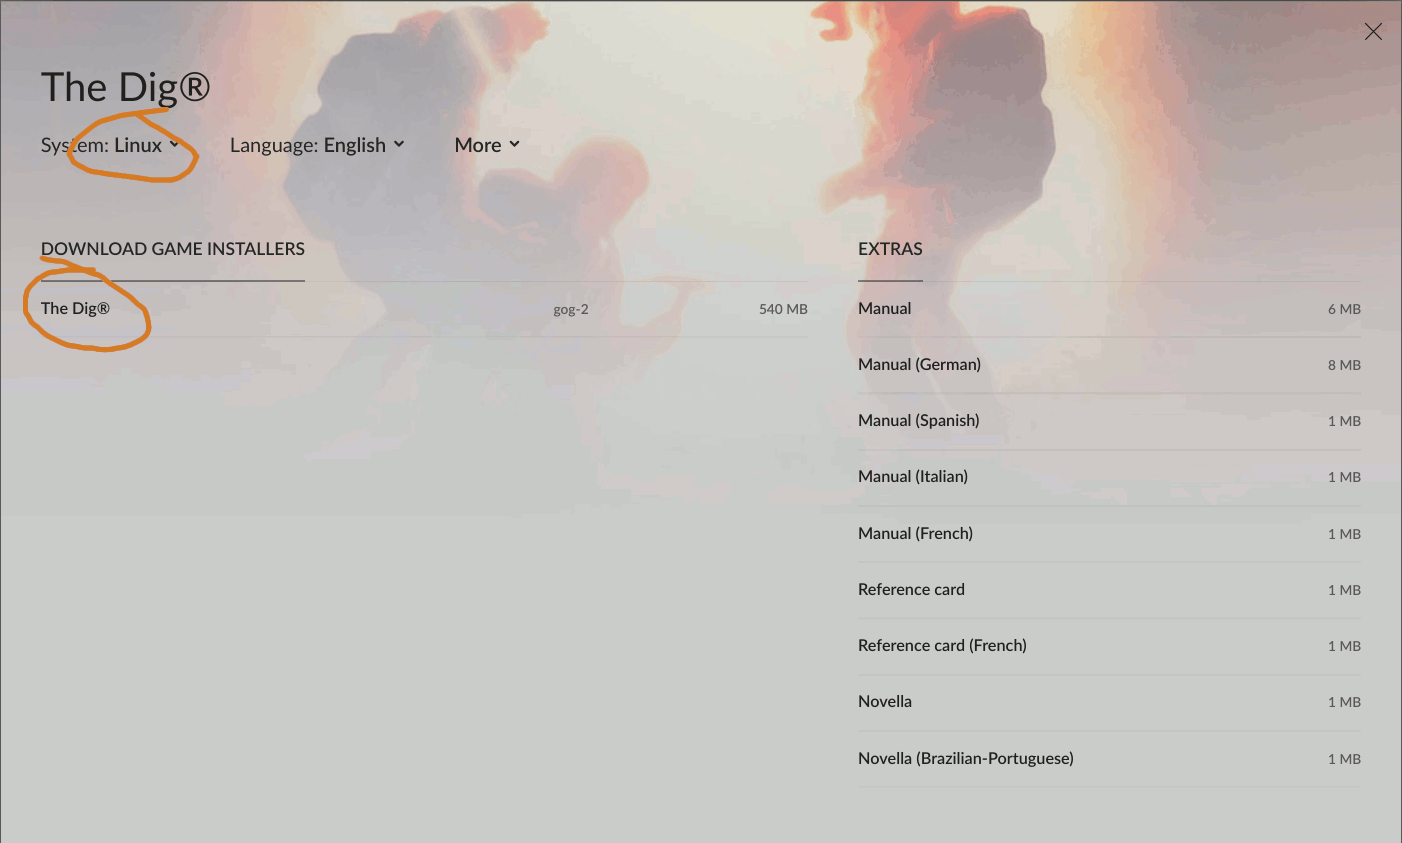 The Dig®
System: Linux Language: English More
DOWNLOAD GAME INSTALLERS
The Dig® gog-2 540 MB
EXTRAS
Manual 6 MB
Manual (German) 8 MB
Manual (Spanish) 1 MB
Manual (Italian) 1 MB
Manual (French) 1 MB
Reference card 1 MB
Reference card (French) 1 MB
Novella 1 MB
Novella (Brazilian-Portuguese) 1 MB